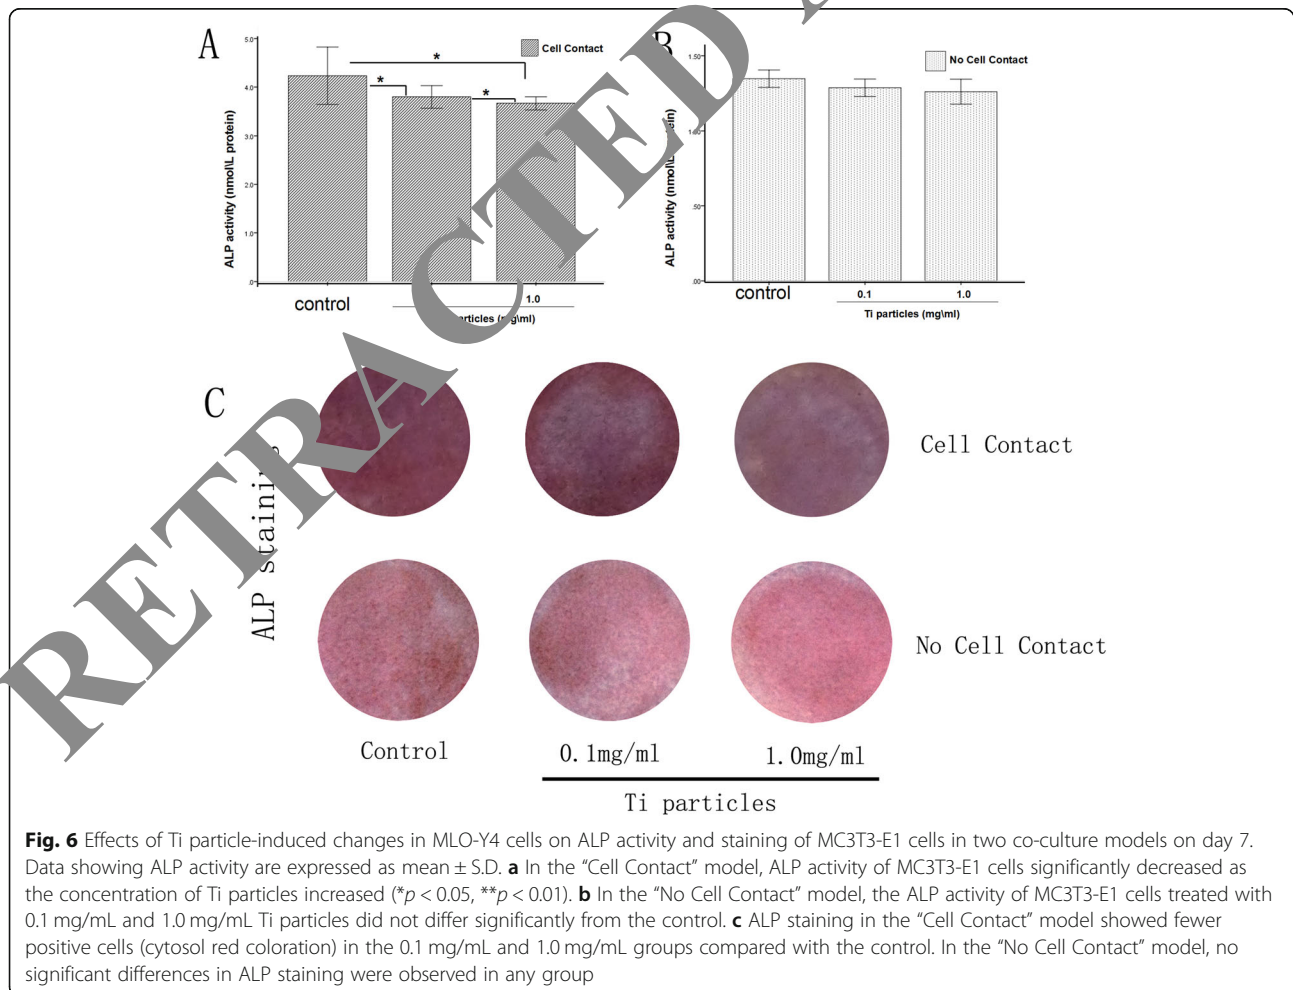 A
5.0
4.0
3.0
2.0
1.0
.0
ALP activity (nmol\L protein)
Cell Contact
*
*
*
control
1.0
articles (mg\ml)
B
1.50
1.00
.50
.00
ALP activity (nmol\L protein)
No Cell Contact
control
0.1
1.0
Ti particles (mg\ml)
RETRACTED A
C
ALP staining
Cell Contact
No Cell Contact
Control
0.1mg/ml
1.0mg/ml
Ti particles
Fig. 6 Effects of Ti particle-induced changes in MLO-Y4 cells on ALP activity and staining of MC3T3-E1 cells in two co-culture models on day 7.
Data showing ALP activity are expressed as mean ± S.D. a In the “Cell Contact” model, ALP activity of MC3T3-E1 cells significantly decreased as
the concentration of Ti particles increased (*p < 0.05, **p < 0.01). b In the “No Cell Contact” model, the ALP activity of MC3T3-E1 cells treated with
0.1 mg/mL and 1.0 mg/mL Ti particles did not differ significantly from the control. c ALP staining in the “Cell Contact” model showed fewer
positive cells (cytosol red coloration) in the 0.1 mg/mL and 1.0 mg/mL groups compared with the control. In the “No Cell Contact” model, no
significant differences in ALP staining were observed in any group